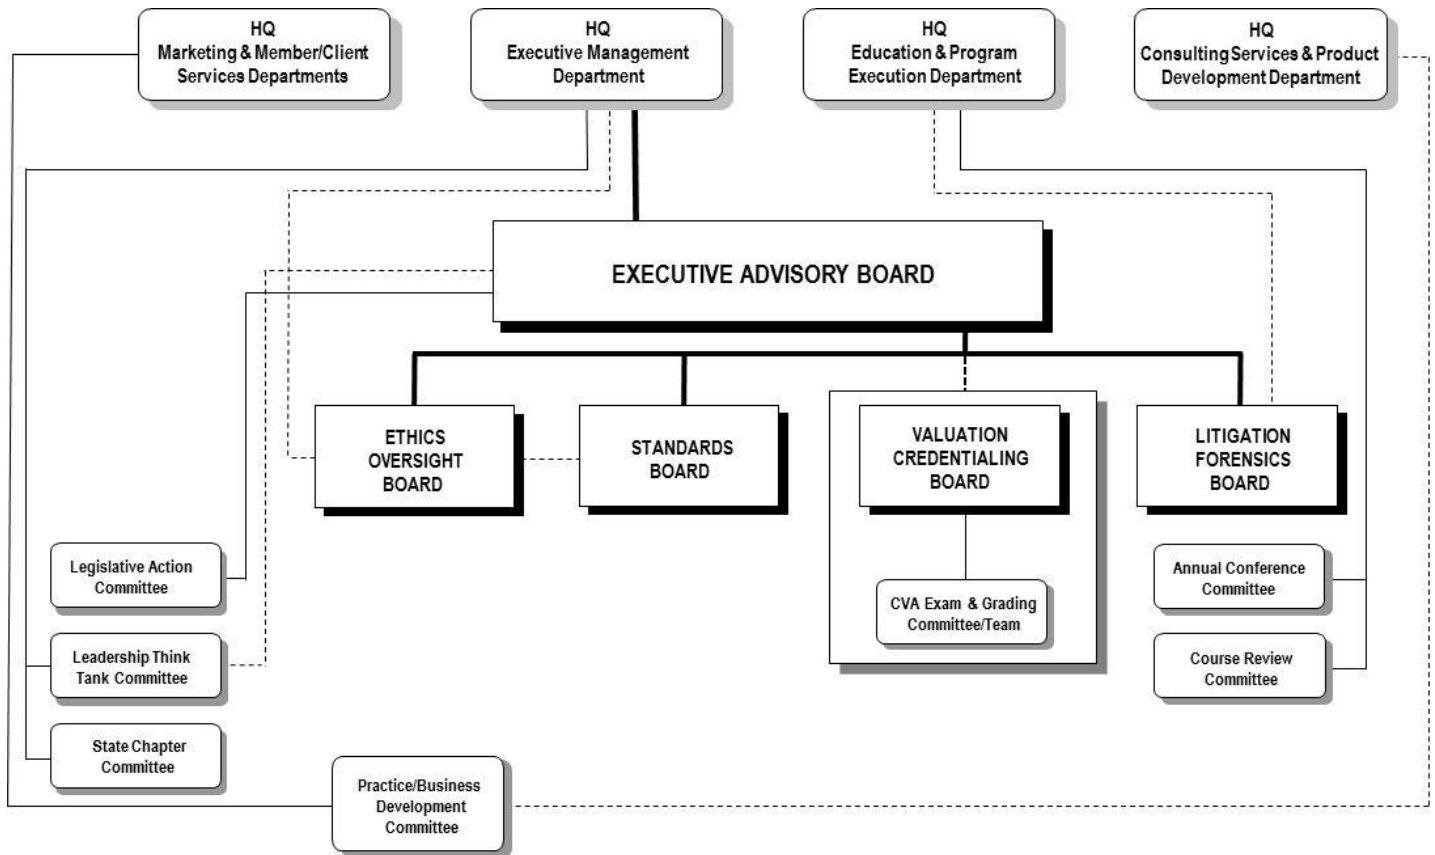 HQ
Marketing & Member/Client
Services Departments
HQ
Executive Management
Department
HQ
Education & Program
Execution Department
HQ
Consulting Services & Product
Development Department
EXECUTIVE ADVISORY BOARD
ETHICS
OVERSIGHT
BOARD
STANDARDS
BOARD
VALUATION
CREDENTIALING
BOARD
LITIGATION
FORENSICS
BOARD
Legislative Action
Committee
Annual Conference
Committee
CVA Exam & Grading
Committee/Team
Leadership Think
Tank Committee
Course Review
Committee
State Chapter
Committee
Practice/Business
Development
Committee